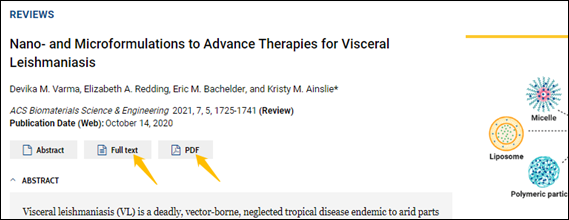 REVIEWS
Nano- and Microformulations to Advance Therapies for Visceral
Leishmaniasis
Devika M. Varma, Elizabeth A. Redding, Eric M. Bachelder, and Kristy M. Ainslie*
ACS Biomaterials Science & Engineering 2021, 7, 5, 1725-1741 (Review)
Publication Date (Web): October 14, 2020
Abstract
Full text
PDF
ABSTRACT
Visceral leishmaniasis (VL) is a deadly, vector-borne, neglected tropical disease endemic to arid parts
Micelle
Liposome
Polymeric partic